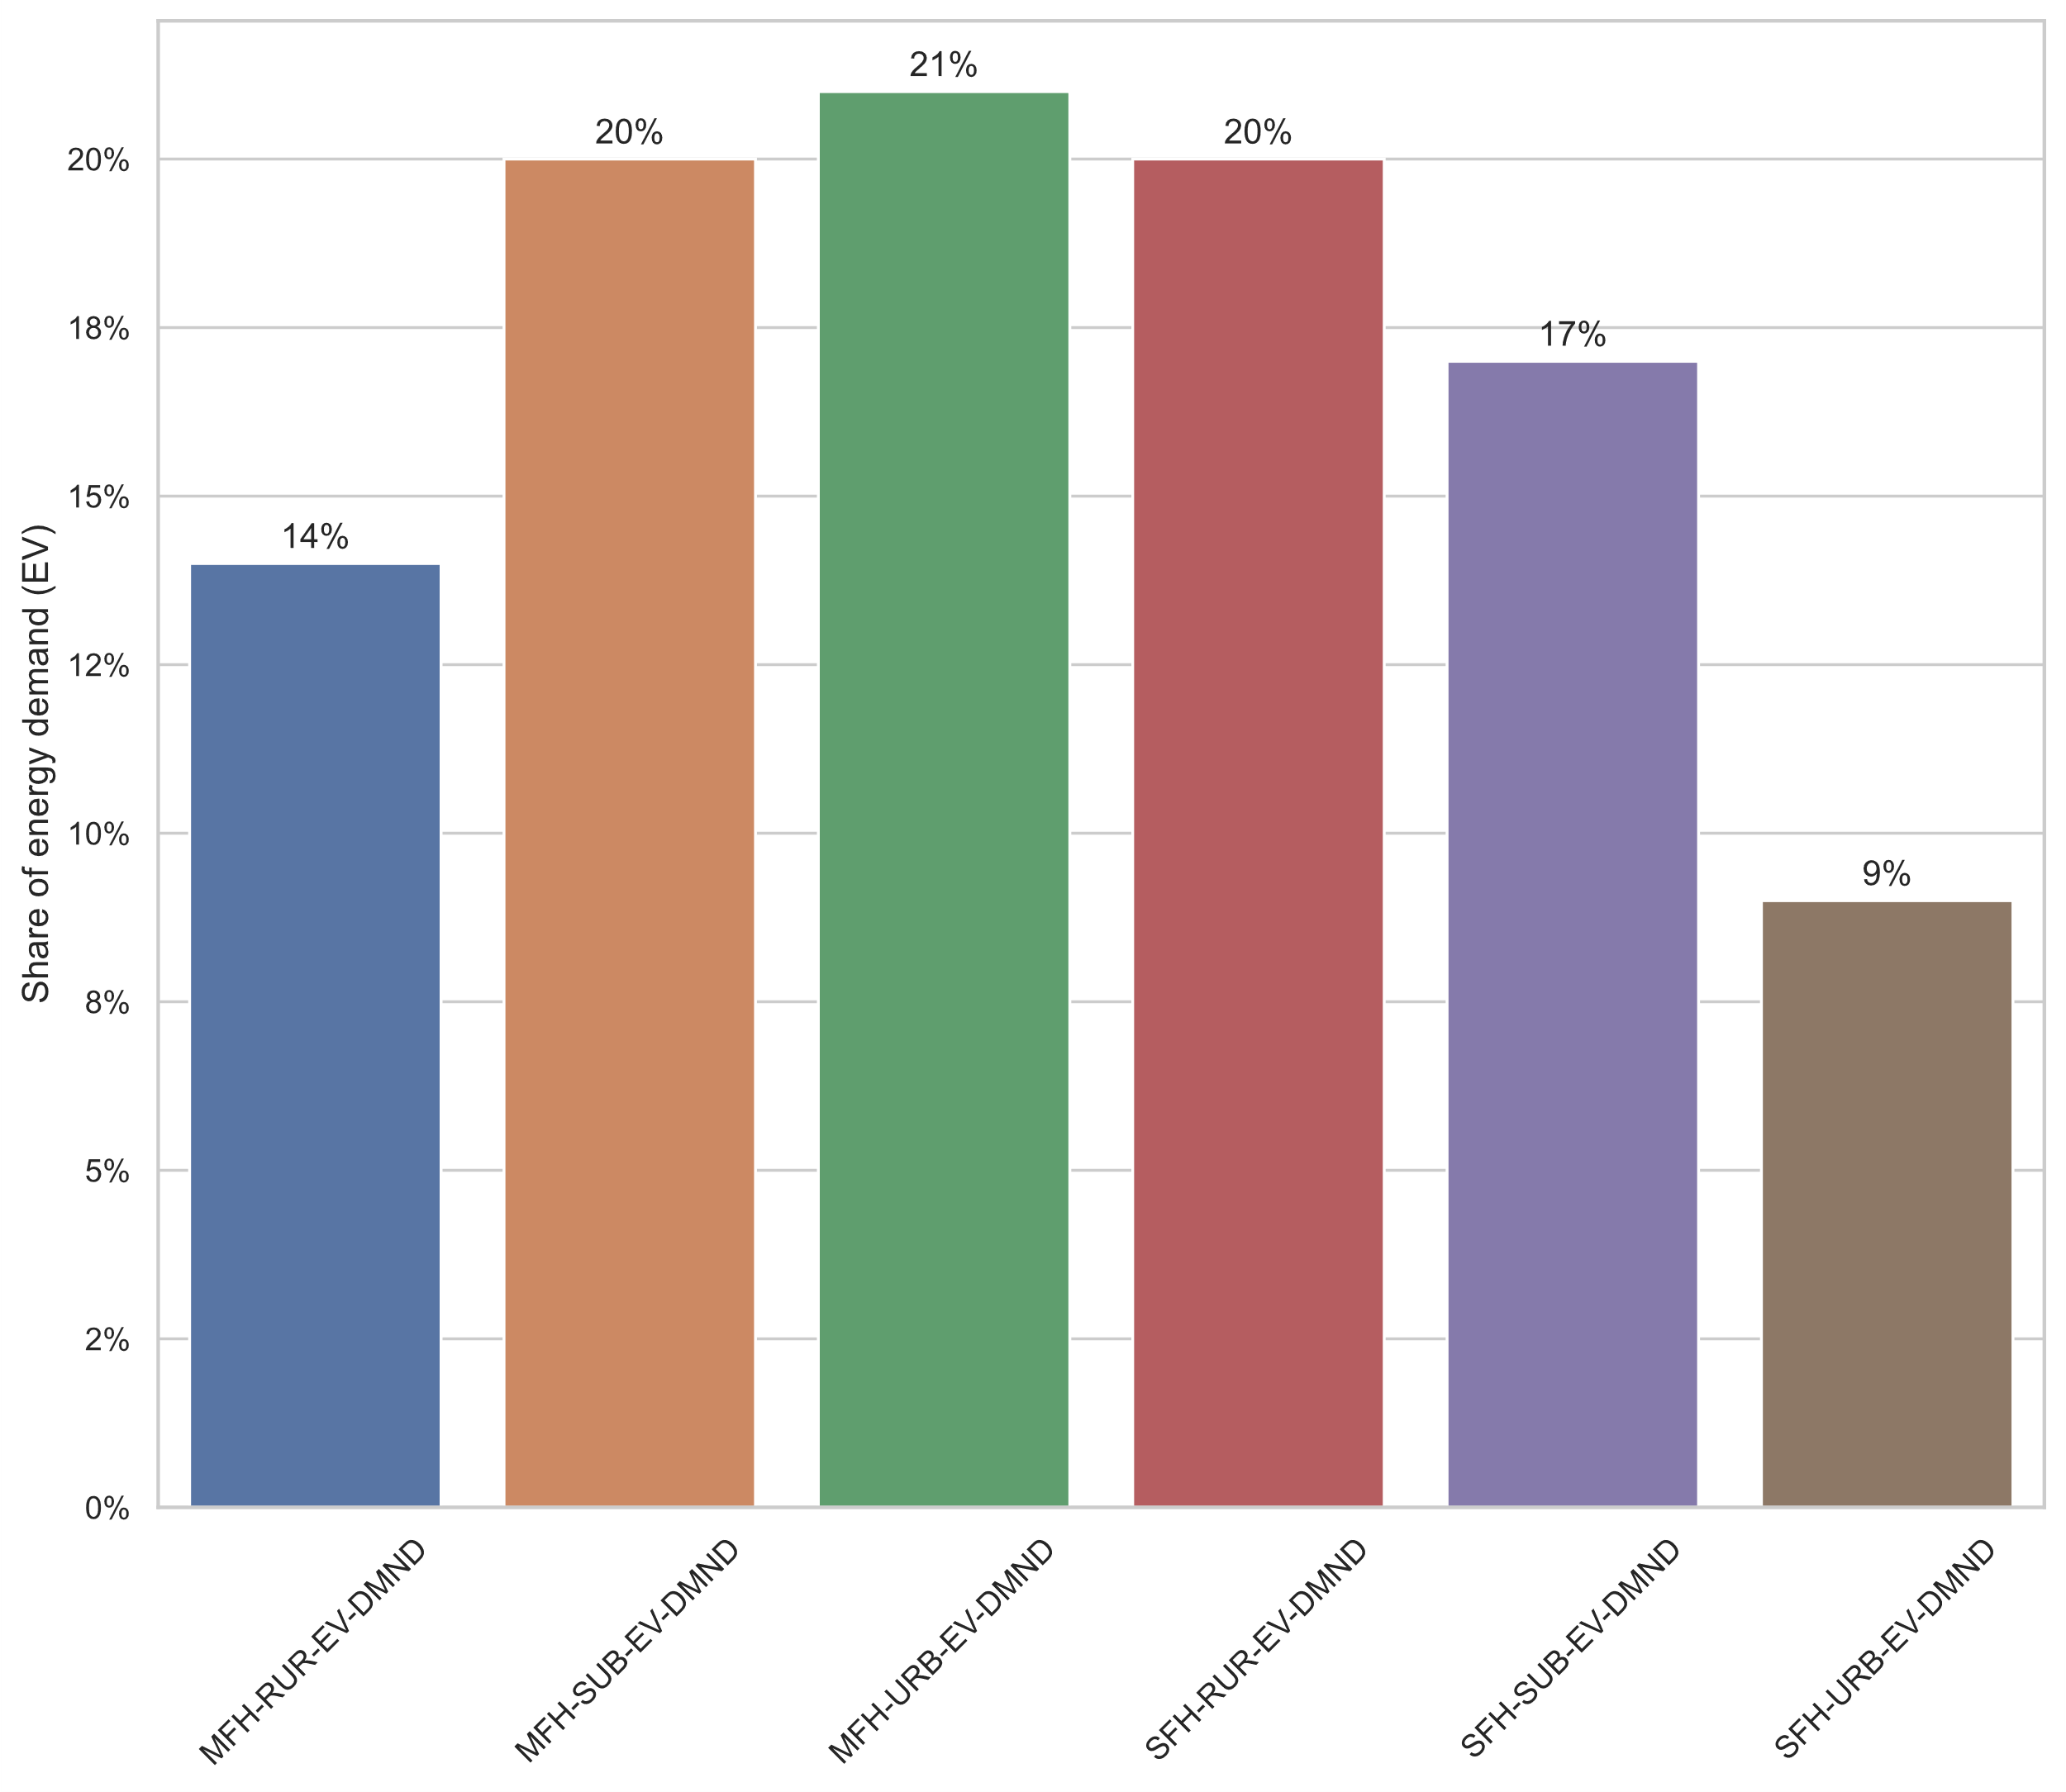 Share of energy demand (EV)
20%
18%
15%
12%
10%
8%
5%
2%
0%
14%
20%
21%
20%
17%
9%
MFH-RUR-EV-DMND
MFH-SUB-EV-DMND
MFH-URB-EV-DMND
SFH-RUR-EV-DMND
SFH-SUB-EV-DMND
SFH-URB-EV-DMND